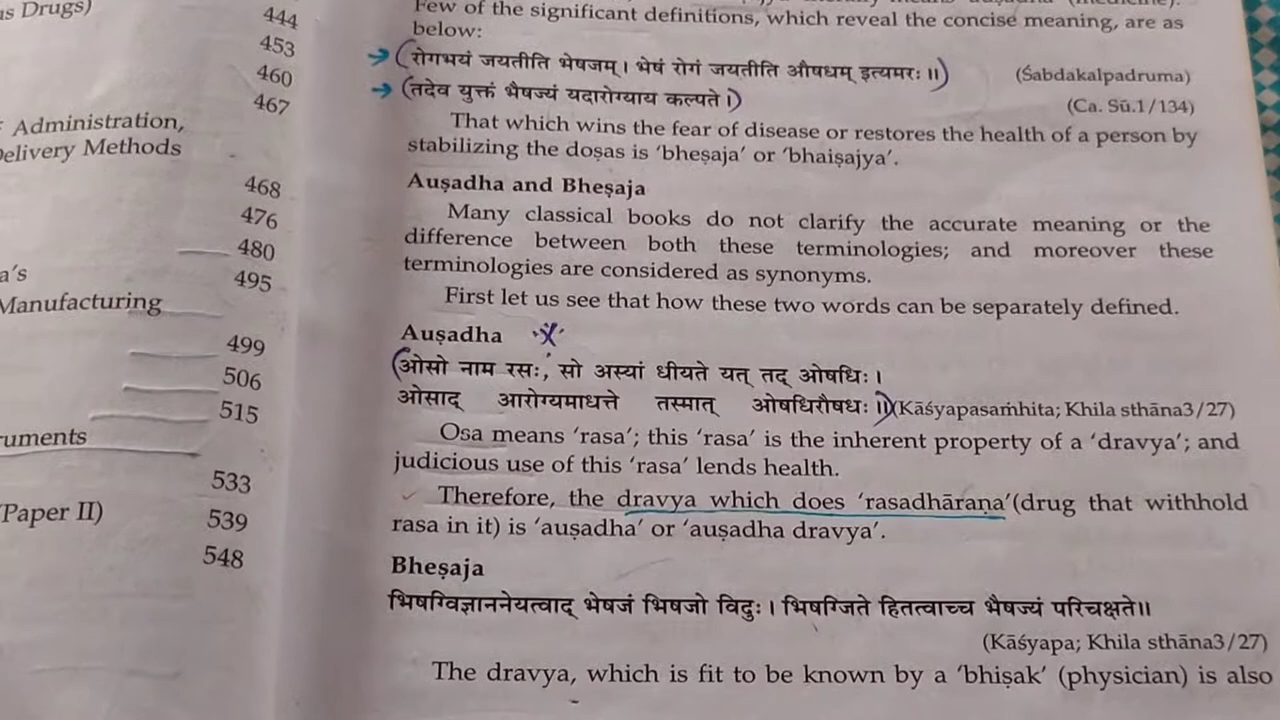 us Drugs)
444
453
460
467
Administration,
Delivery Methods
468
476
480
a's
495
Manufacturing
499
506
515
uments
533
(Paper II)
539
548
Few of the significant definitions, which reveal the concise meaning, are as
below:
→ (रोगभयं जयतीति भेषजम्। भेषं रोगं जयतीति औषधम् इत्यमरः॥) (Śabdakalpadruma)
→ (तदेव युक्तं भैषज्यं यदारोग्याय कल्पते।) (Ca. Sū.1/134)
That which wins the fear of disease or restores the health of a person by
stabilizing the doṣas is 'bheṣaja' or 'bhaiṣajya'.
Auṣadha and Bheṣaja
Many classical books do not clarify the accurate meaning or the
difference between both these terminologies; and moreover these
terminologies are considered as synonyms.
First let us see that how these two words can be separately defined.
Auṣadha
(ओसो नाम रसः, सो अस्यां धीयते यत् तद् ओषधिः।
ओसाद् आरोग्यमाधत्ते तस्मात् ओषधिरौषधः॥)(Kāśyapasaṁhita; Khila sthāna3/27)
Osa means 'rasa'; this 'rasa' is the inherent property of a 'dravya'; and
judicious use of this 'rasa' lends health.
Therefore, the dravya which does 'rasadhāraṇa'(drug that withhold
rasa in it) is 'auṣadha' or 'auṣadha dravya'.
Bheṣaja
भिषग्विज्ञाननेयत्वाद् भेषजं भिषजो विदुः। भिषग्जिते हितत्वाच्च भैषज्यं परिचक्षते॥
(Kāśyapa; Khila sthāna3/27)
The dravya, which is fit to be known by a 'bhiṣak' (physician) is also